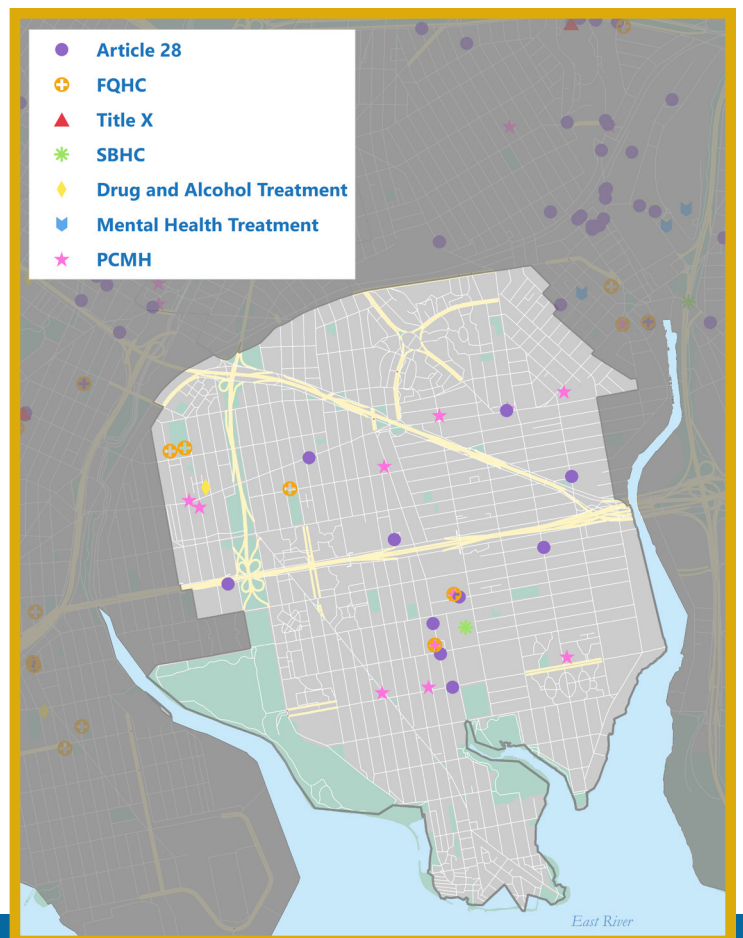 Article 28
FQHC
Title X
SBHC
Drug and Alcohol Treatment
Mental Health Treatment
PCMH
East River